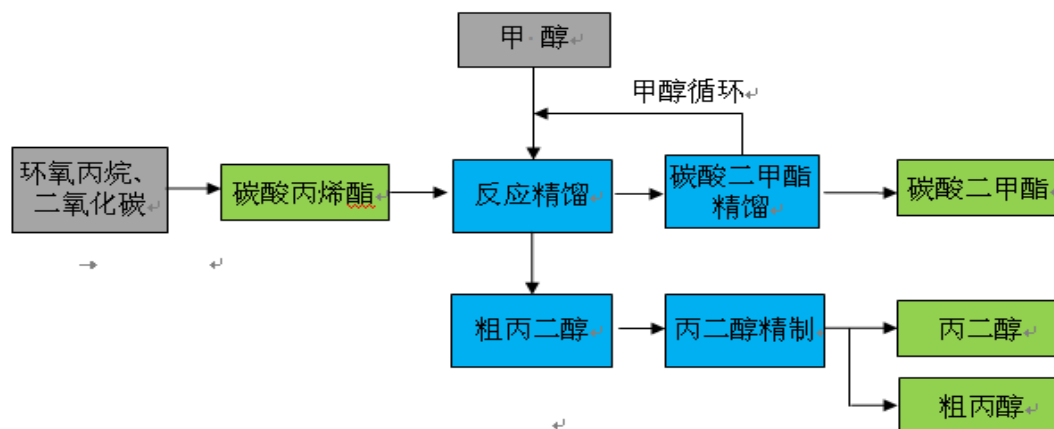 甲 醇
甲醇循环
环氧丙烷、
二氧化碳
碳酸丙烯酯
反应精馏
碳酸二甲酯
精馏
碳酸二甲酯
粗丙二醇
丙二醇精制
丙二醇
粗丙醇